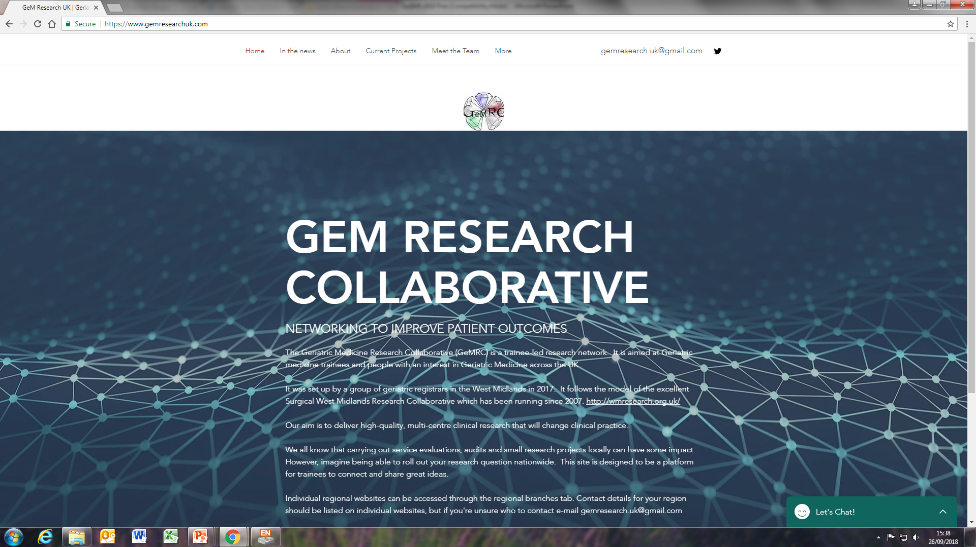 GeM Research UK | Geri
Secure | https://www.gemresearchuk.com
Home In the news About Current Projects Meet the Team More gemresearch.uk@gmail.com
GeMRC
GEM RESEARCH
COLLABORATIVE
NETWORKING TO IMPROVE PATIENT OUTCOMES
The Geriatric Medicine Research Collaborative (GeMRC) is a trainee-led research network. It is aimed at Geriatric
medicine trainees and people with an interest in Geriatric Medicine across the UK
It was set up by a group of geriatric registrars in the West Midlands in 2017. It follows the model of the excellent
Surgical West Midlands Research Collaborative which has been running since 2007. http://wmresearch.org.uk/
Our aim is to deliver high-quality, multi-centre clinical research that will change clinical practice.
We all know that carrying out service evaluations, audits and small research projects locally can have some impact
However, imagine being able to roll out your research question nationwide. This site is designed to be a platform
for trainees to connect and share great ideas.
Individual regional websites can be accessed through the regional branches tab. Contact details for your region
should be listed on individual websites, but if you're unsure who to contact e-mail gemresearch.uk@gmail.com
Let's Chat!
EN
15:38
26/09/2018